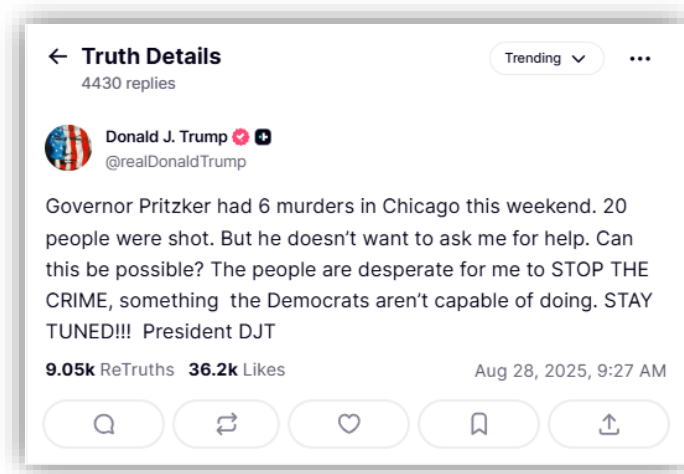 ← Truth Details
Trending
4430 replies
Donald J. Trump
@realDonaldTrump
Governor Pritzker had 6 murders in Chicago this weekend. 20
people were shot. But he doesn’t want to ask me for help. Can
this be possible? The people are desperate for me to STOP THE
CRIME, something  the Democrats aren’t capable of doing. STAY
TUNED!!!  President DJT
9.05k ReTruths 36.2k Likes
Aug 28, 2025, 9:27 AM